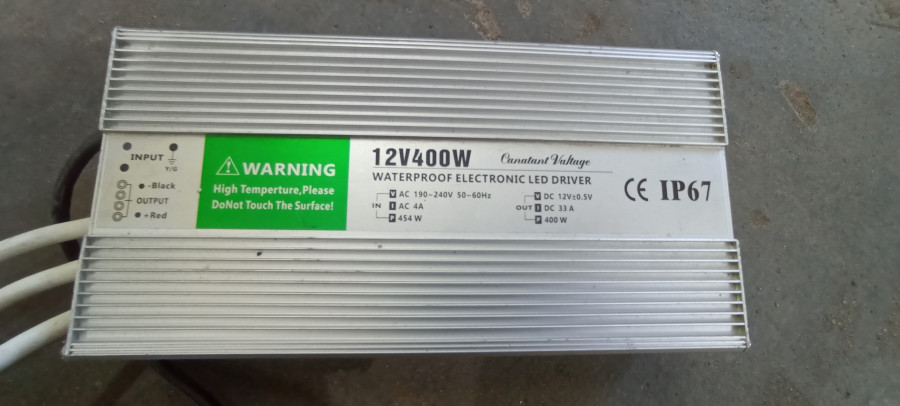 INPUT
Y/G
-Black
OUTPUT
+Red
WARNING
High Temperture,Please
DoNot Touch The Surface!
12V400W
Canatant Valtage
WATERPROOF ELECTRONIC LED DRIVER
IN
V AC 190~240V 50~60Hz
I AC 4A
P 454 W
OUT
V DC 12V±0.5V
I DC 33 A
P 400 W
CE IP67